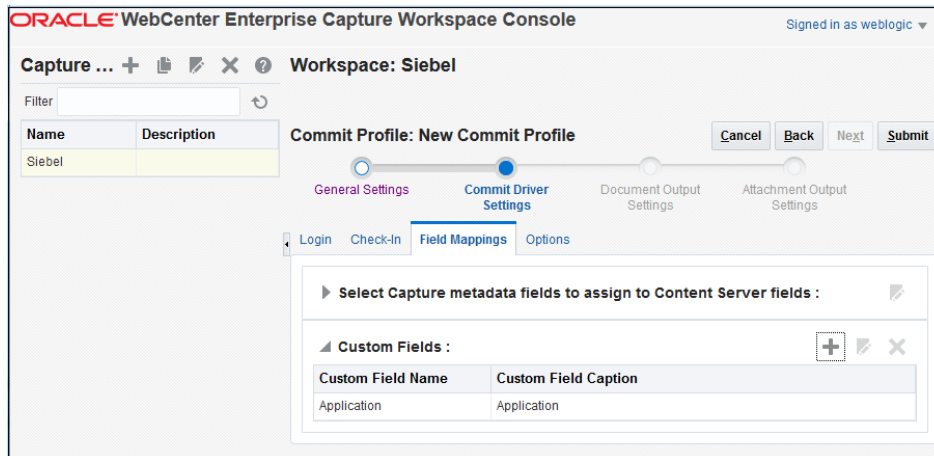 ORACLE WebCenter Enterprise Capture Workspace Console
Signed in as weblogic
Capture ...
Filter
Name Description
Siebel
Workspace: Siebel
Commit Profile: New Commit Profile
Cancel Back Next Submit
General Settings
Commit Driver Settings
Document Output Settings
Attachment Output Settings
Login Check-In Field Mappings Options
Select Capture metadata fields to assign to Content Server fields :
Custom Fields :
Custom Field Name Custom Field Caption
Application Application